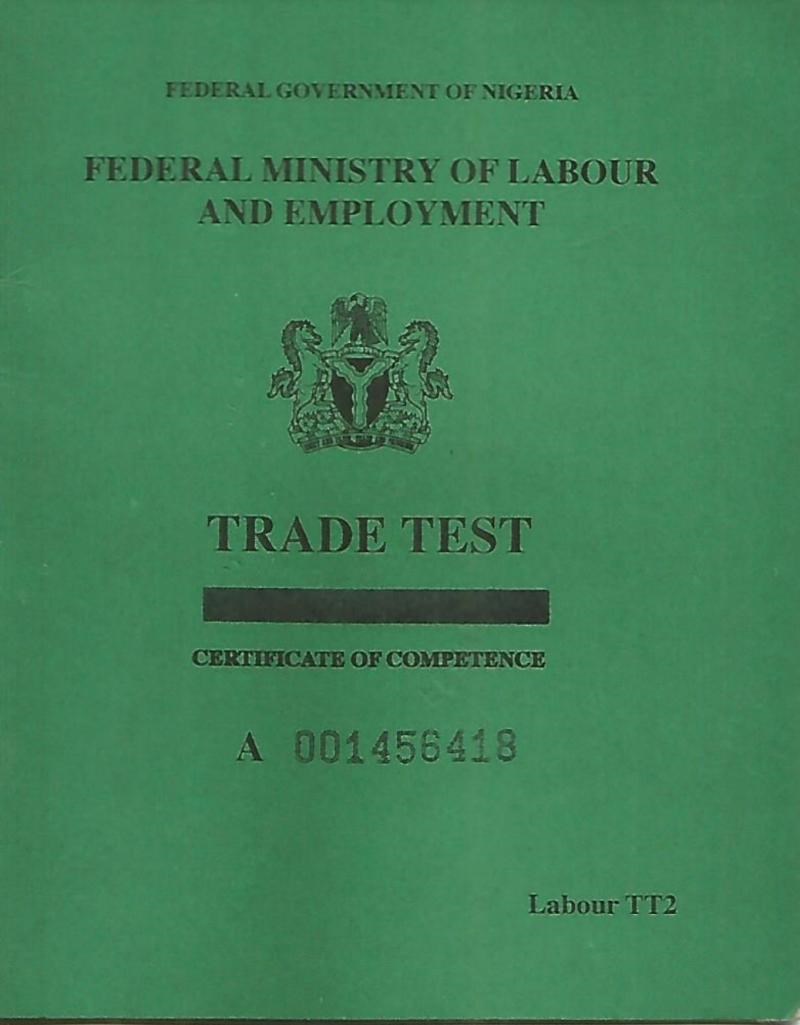 FEDERAL GOVERNMENT OF NIGERIA
FEDERAL MINISTRY OF LABOUR
AND EMPLOYMENT
TRADE TEST
CERTIFICATE OF COMPETENCE
A 001456418
Labour TT2